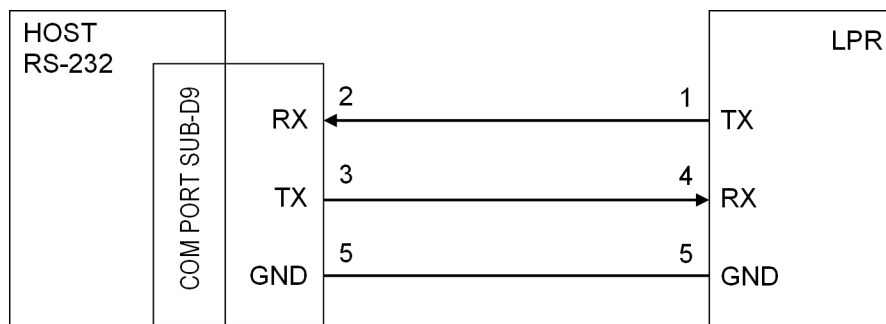 HOST
RS-232
LPR
COM PORT SUB-D9
RX 2 1 TX
TX 3 4 RX
GND 5 5 GND